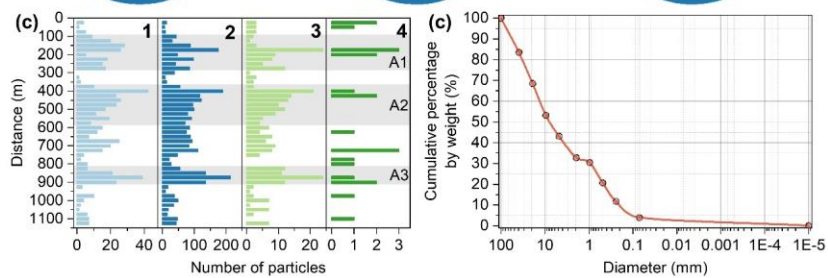 (c)
1
2
3
4
0
100
200
300
400
500
600
700
800
900
1000
1100
Distance (m)
A1
A2
A3
0 20 40
0 100 200
0 10 20 30
0 1 2 3
Number of particles
(c)
100
90
80
70
60
50
40
30
20
10
0
Cumulative percentage
by weight (%)
100 10 1 0.1 0.01 0.001 1E-4 1E-5
Diameter (mm)